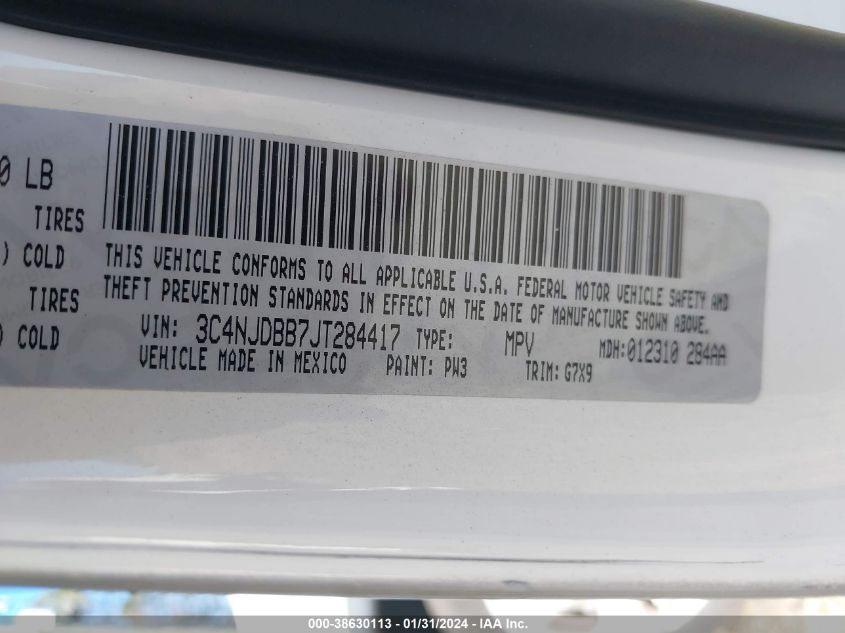 0 LB
TIRES
) COLD
TIRES
) COLD
THIS VEHICLE CONFORMS TO ALL APPLICABLE U.S.A. FEDERAL MOTOR VEHICLE SAFETY AND
THEFT PREVENTION STANDARDS IN EFFECT ON THE DATE OF MANUFACTURE SHOWN ABOVE.
VIN: 3C4NJDBB7JT284417 TYPE: MPV MDH:012310 284AA
VEHICLE MADE IN MEXICO PAINT: PW3 TRIM: G7X9
000-38630113 - 01/31/2024 - IAA Inc.